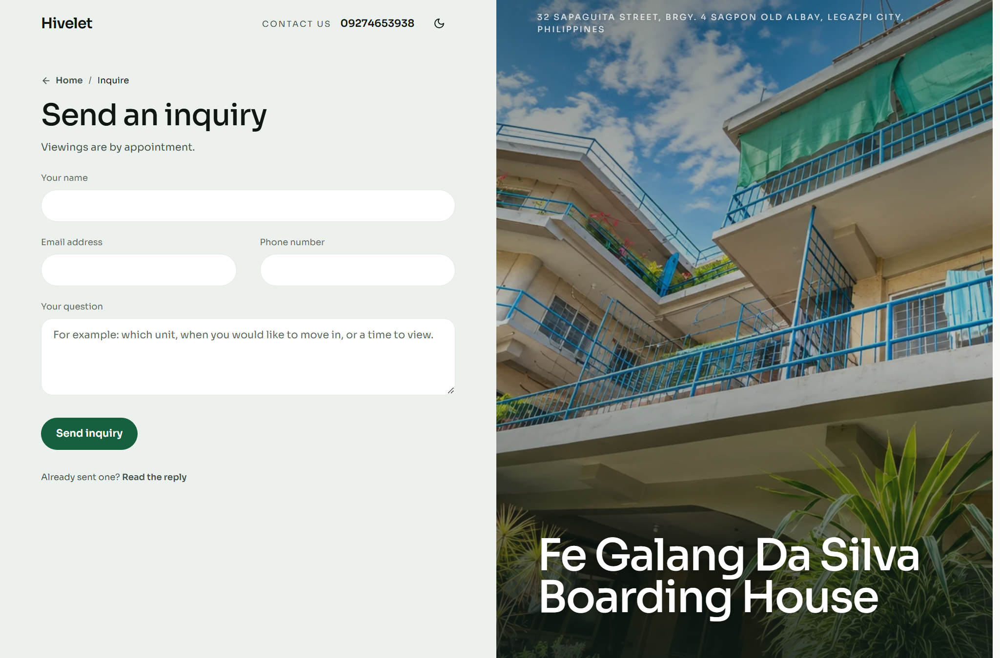 Hivelet
CONTACT US 09274653938
Home / Inquire
Send an inquiry
Viewings are by appointment.
Your name
Email address
Phone number
Your question
For example: which unit, when you would like to move in, or a time to view.
Send inquiry
Already sent one? Read the reply
32 SAPAGUITA STREET, BRGY. 4 SAGPON OLD ALBAY, LEGAZPI CITY,
PHILIPPINES
Fe Galang Da Silva
Boarding House